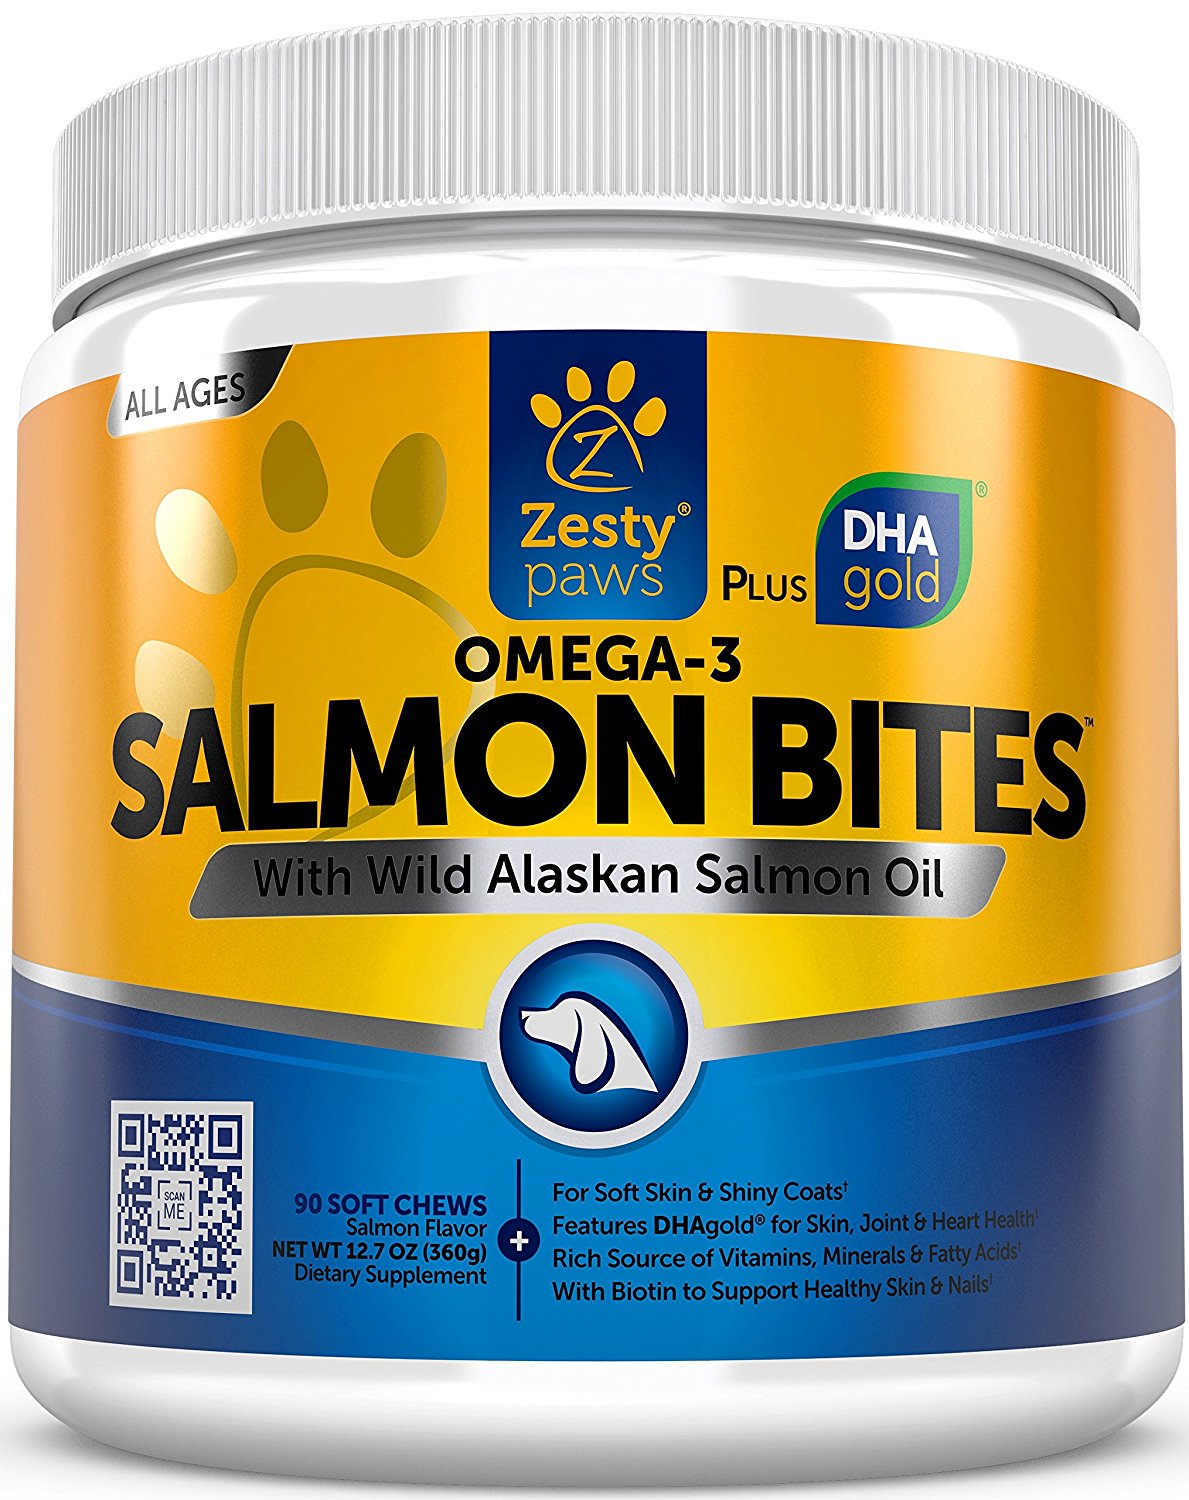 ALL AGES
Z
Zesty®
paws
PLUS
DHA
gold®
OMEGA-3
SALMON BITES™
With Wild Alaskan Salmon Oil
SCAN
ME
90 SOFT CHEWS
Salmon Flavor
NET WT 12.7 OZ (360g)
Dietary Supplement
+
For Soft Skin & Shiny Coats†
Features DHAgold® for Skin, Joint & Heart Health†
Rich Source of Vitamins, Minerals & Fatty Acids†
With Biotin to Support Healthy Skin & Nails†